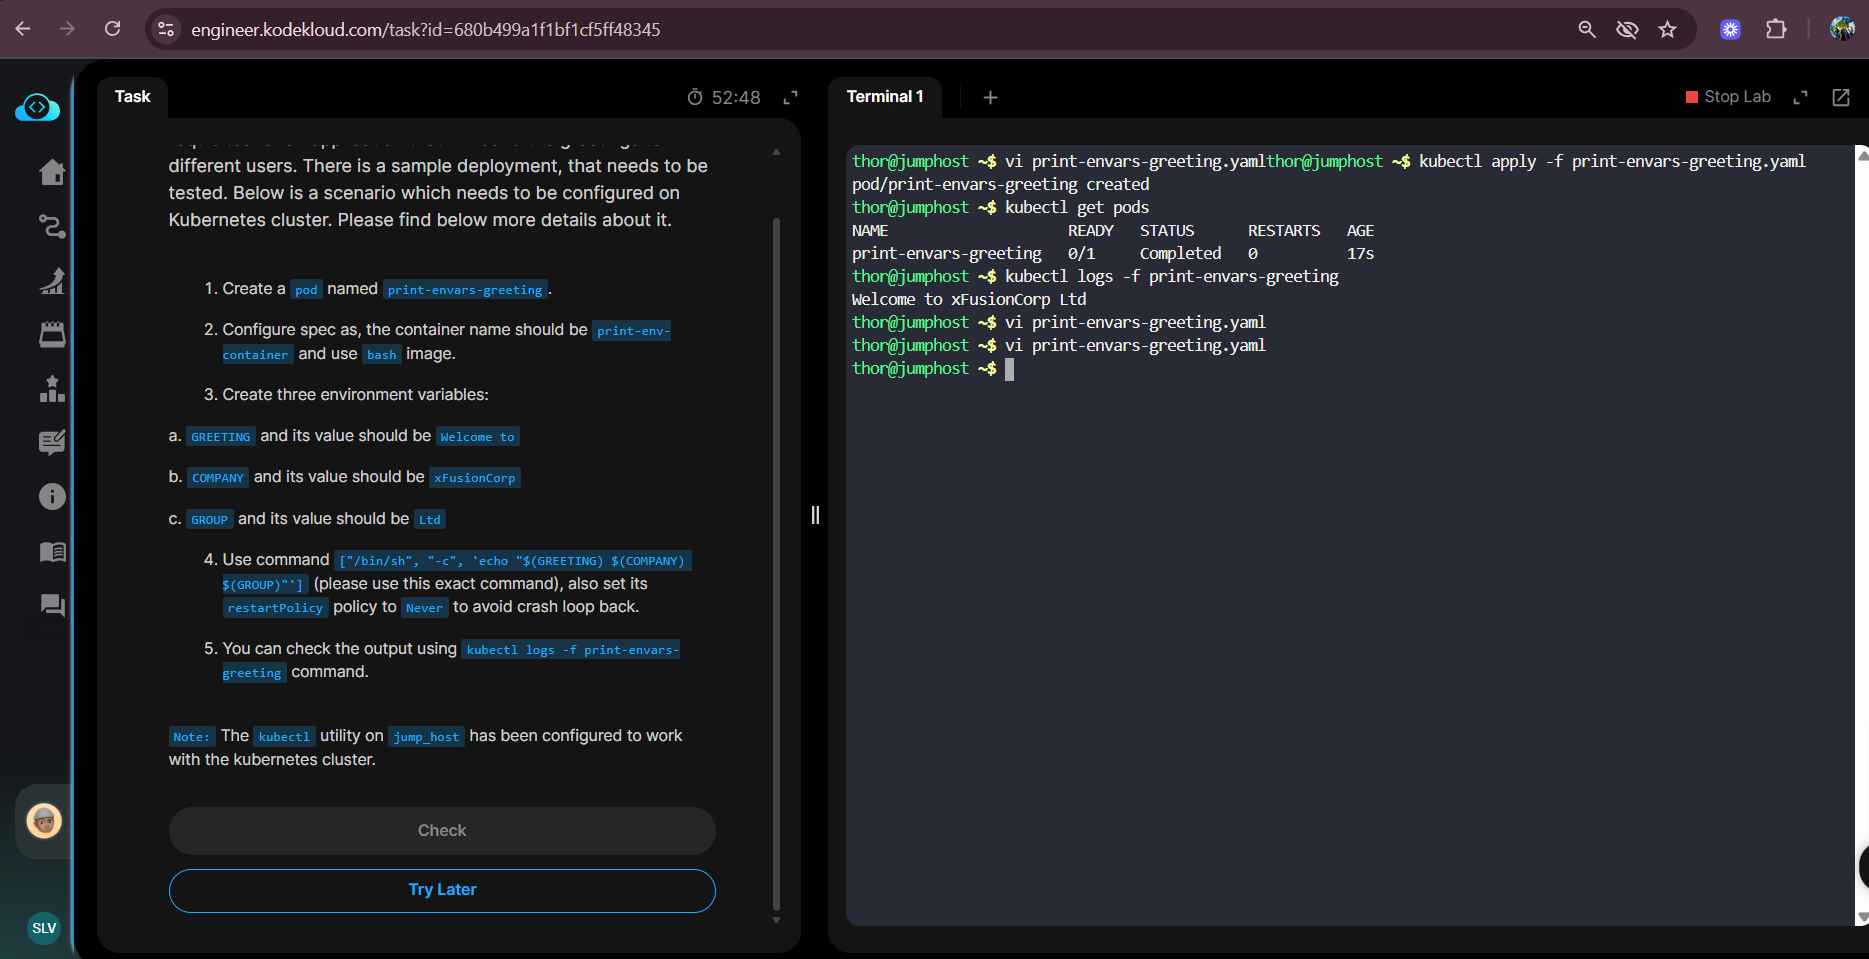 engineer.kodekloud.com/task?id=680b499a1f1bf1cf5ff48345
Task
52:48
different users. There is a sample deployment, that needs to be
tested. Below is a scenario which needs to be configured on
Kubernetes cluster. Please find below more details about it.
1. Create a pod named print-envars-greeting.
2. Configure spec as, the container name should be print-env-
container and use bash image.
3. Create three environment variables:
a. GREETING and its value should be Welcome to
b. COMPANY and its value should be xFusionCorp
c. GROUP and its value should be Ltd
4. Use command ["/bin/sh", "-c", 'echo "$(GREETING) $(COMPANY)
$(GROUP)"'] (please use this exact command), also set its
restartPolicy policy to Never to avoid crash loop back.
5. You can check the output using kubectl logs -f print-envars-
greeting command.
Note: The kubectl utility on jump_host has been configured to work
with the kubernetes cluster.
Check
Try Later
SLV
Terminal 1
Stop Lab
thor@jumphost ~$ vi print-envars-greeting.yamlthor@jumphost ~$ kubectl apply -f print-envars-greeting.yaml
pod/print-envars-greeting created
thor@jumphost ~$ kubectl get pods
NAME READY STATUS RESTARTS AGE
print-envars-greeting 0/1 Completed 0 17s
thor@jumphost ~$ kubectl logs -f print-envars-greeting
Welcome to xFusionCorp Ltd
thor@jumphost ~$ vi print-envars-greeting.yaml
thor@jumphost ~$ vi print-envars-greeting.yaml
thor@jumphost ~$